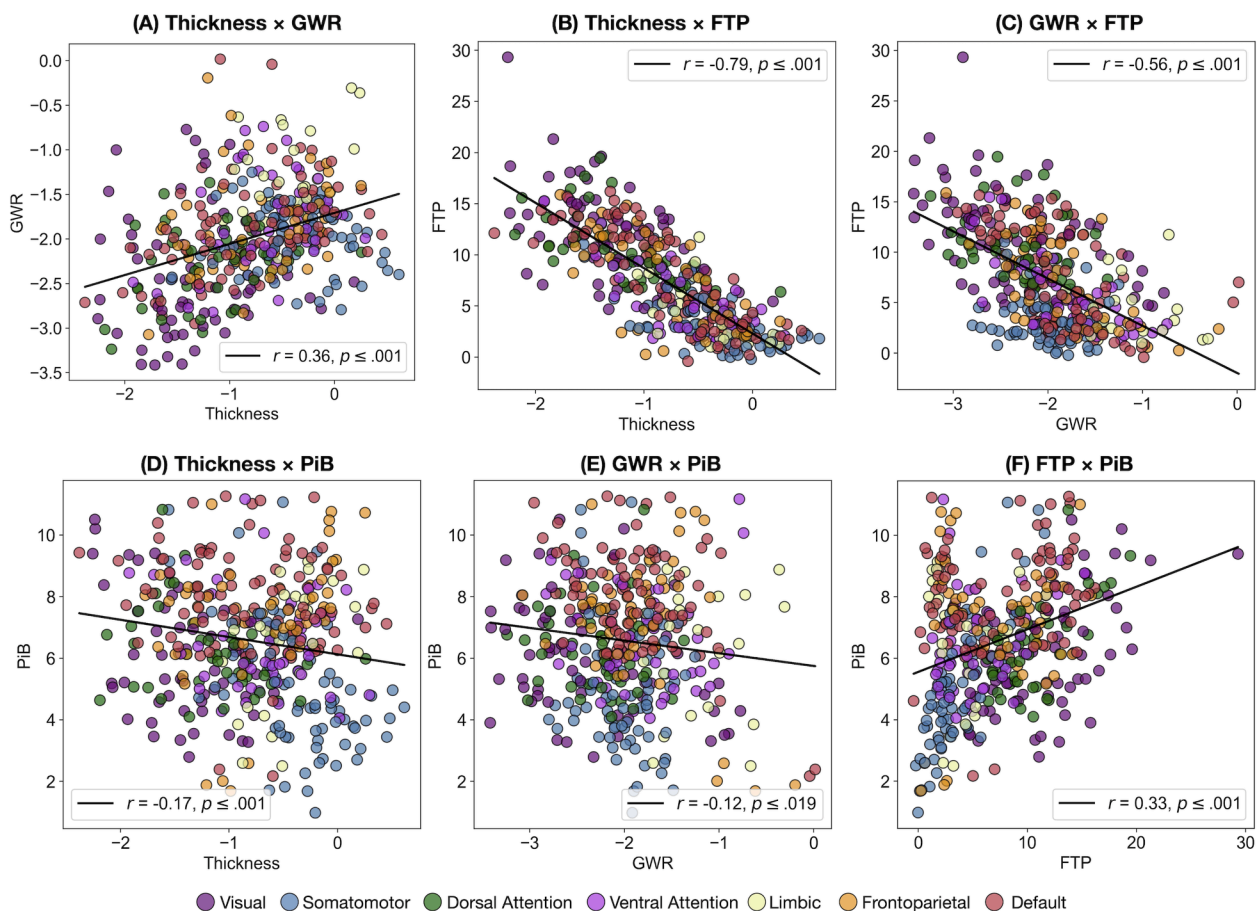 (A) Thickness × GWR
0.0
−0.5
−1.0
−1.5
−2.0
−2.5
−3.0
−3.5
GWR
r = 0.36, p ≤ .001
−2
−1
0
Thickness
(B) Thickness × FTP
30
25
20
15
10
5
0
FTP
r = -0.79, p ≤ .001
−2
−1
0
Thickness
(C) GWR × FTP
30
25
20
15
10
5
0
FTP
r = -0.56, p ≤ .001
−3
−2
−1
0
GWR
(D) Thickness × PiB
10
8
6
4
2
PiB
r = -0.17, p ≤ .001
−2
−1
0
Thickness
(E) GWR × PiB
10
8
6
4
2
PiB
r = -0.12, p ≤ .019
−3
−2
−1
0
GWR
(F) FTP × PiB
10
8
6
4
2
PiB
r = 0.33, p ≤ .001
0
10
20
30
FTP
Visual Somatomotor Dorsal Attention Ventral Attention Limbic Frontoparietal Default